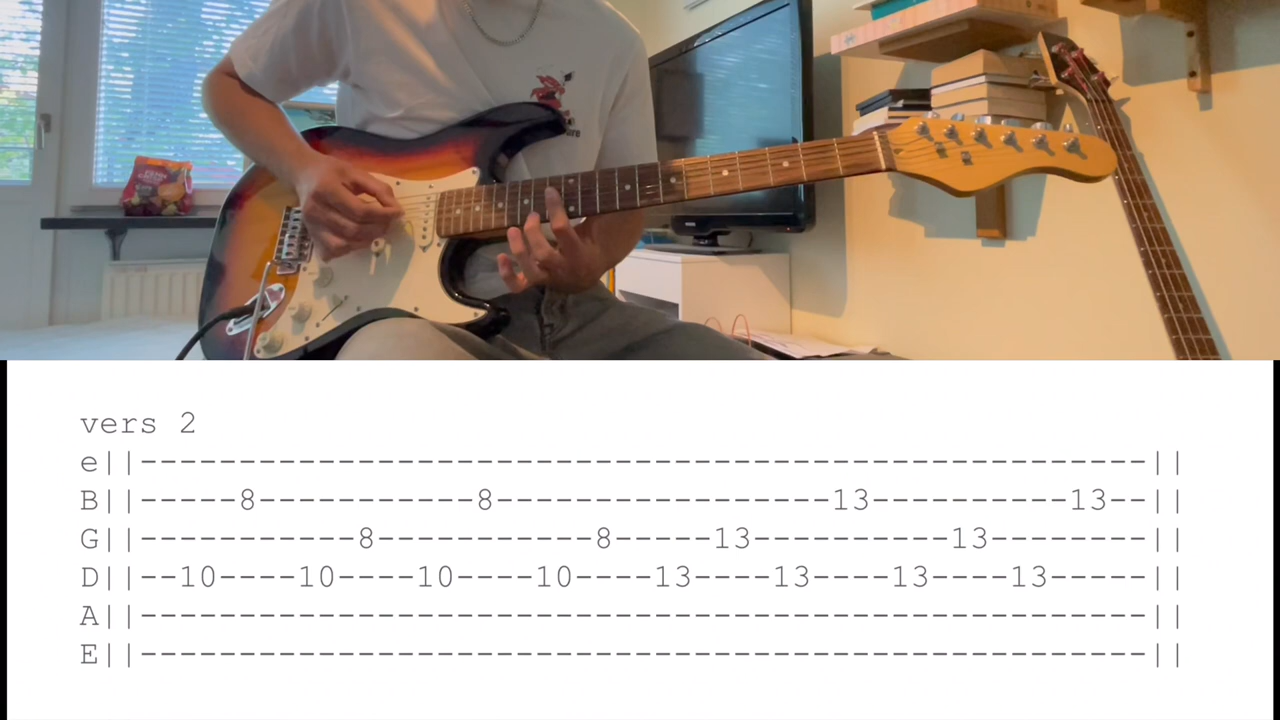 vers 2
e||---------------------------------------------------||
B||-----8-----------8-----------------13----------13--||
G||-----------8-----------8-----13----------13--------||
D||--10----10----10----10----13----13----13----13-----||
A||---------------------------------------------------||
E||---------------------------------------------------||